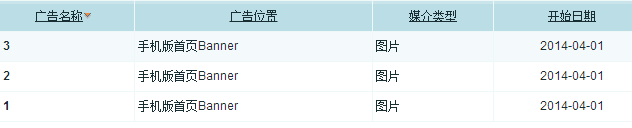 广告名称 广告位置 媒介类型 开始日期
3 手机版首页Banner 图片 2014-04-01
2 手机版首页Banner 图片 2014-04-01
1 手机版首页Banner 图片 2014-04-01